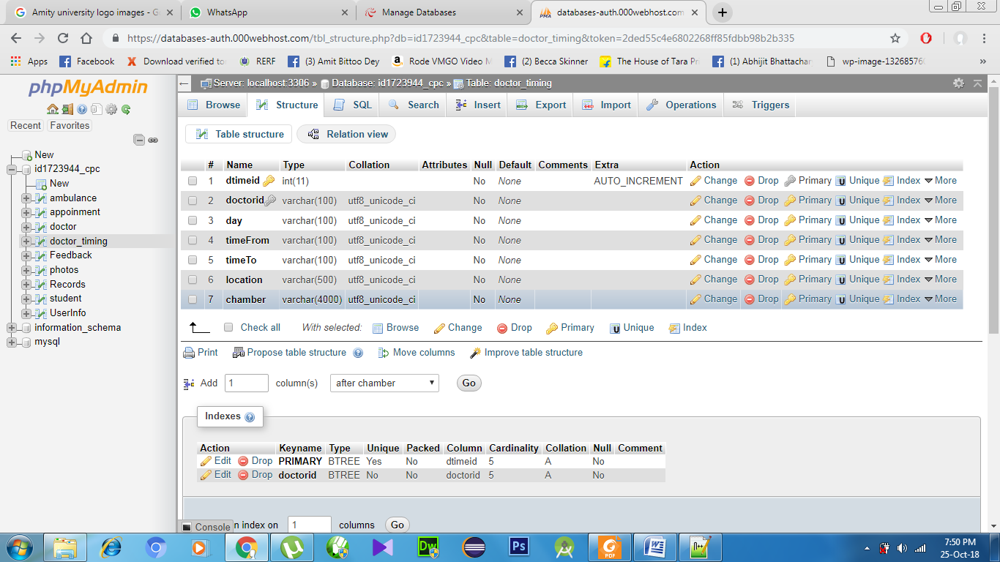 Amity university logo images - G
WhatsApp
Manage Databases
databases-auth.000webhost.com
https://databases-auth.000webhost.com/tbl_structure.php?db=id1723944_cpc&table=doctor_timing&token=2ded55c4e6802268ff85fdbb98b2b335
Apps Facebook Download verified to RERF (3) Amit Bittoo Dey Rode VMGO Video M (2) Becca Skinner The House of Tara Pr (1) Abhijit Bhattachar wp-image-13268576 »
phpMyAdmin
Recent Favorites
New
id1723944_cpc
New
ambulance
appoinment
doctor
doctor_timing
Feedback
photos
Records
student
UserInfo
information_schema
mysql
Server: localhost:3306 » Database: id1723944_cpc » Table: doctor_timing
Browse Structure SQL Search Insert Export Import Operations Triggers
Table structure Relation view
# Name Type Collation Attributes Null Default Comments Extra Action
1 dtimeid int(11) No None AUTO_INCREMENT Change Drop Primary Unique Index More
2 doctorid varchar(100) utf8_unicode_ci No None Change Drop Primary Unique Index More
3 day varchar(100) utf8_unicode_ci No None Change Drop Primary Unique Index More
4 timeFrom varchar(100) utf8_unicode_ci No None Change Drop Primary Unique Index More
5 timeTo varchar(100) utf8_unicode_ci No None Change Drop Primary Unique Index More
6 location varchar(500) utf8_unicode_ci No None Change Drop Primary Unique Index More
7 chamber varchar(4000) utf8_unicode_ci No None Change Drop Primary Unique Index More
Check all With selected: Browse Change Drop Primary Unique Index
Print Propose table structure Move columns Improve table structure
Add 1 column(s) after chamber Go
Indexes
Action Keyname Type Unique Packed Column Cardinality Collation Null Comment
Edit Drop PRIMARY BTREE Yes No dtimeid 5 A No
Edit Drop doctorid BTREE No No doctorid 5 A No
Console n index on 1 columns Go
Dw Ps PDF W N++
7:50 PM
25-Oct-18